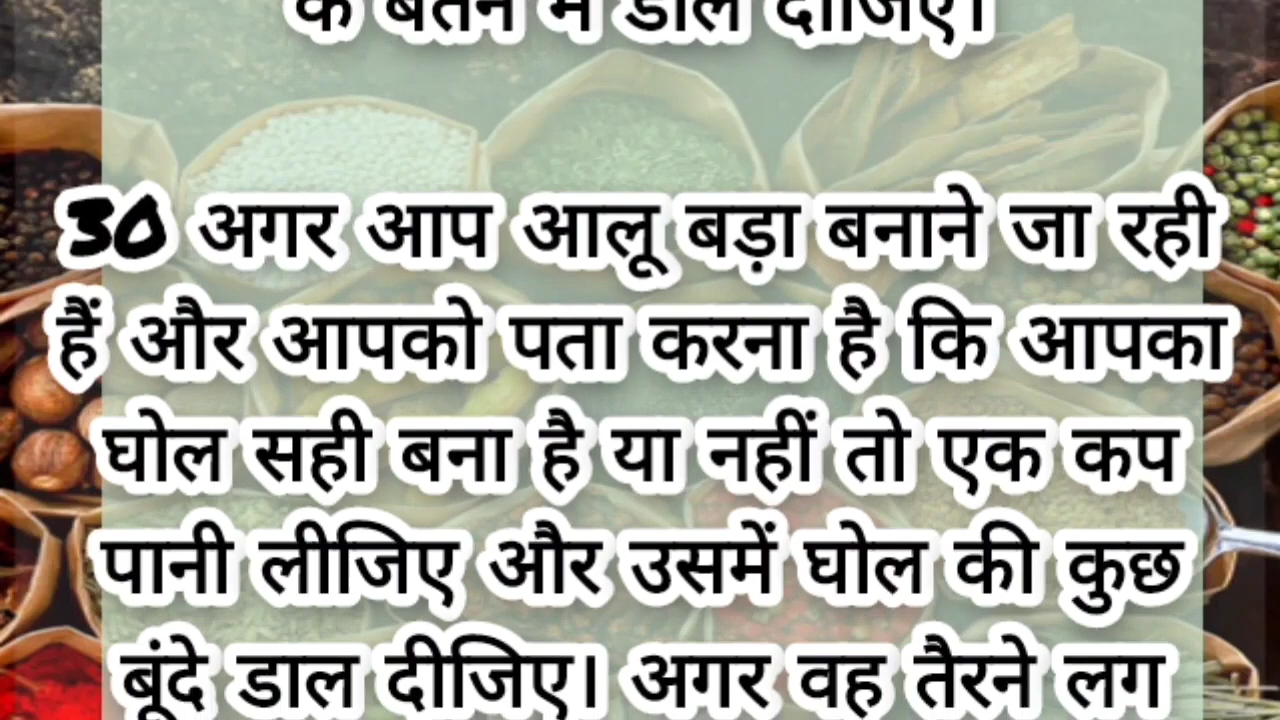 के बर्तन में डाल दीजिए।
30 अगर आप आलू बड़ा बनाने जा रही
हैं और आपको पता करना है कि आपका
घोल सही बना है या नहीं तो एक कप
पानी लीजिए और उसमें घोल की कुछ
बूंदे डाल दीजिए। अगर वह तैरने लग